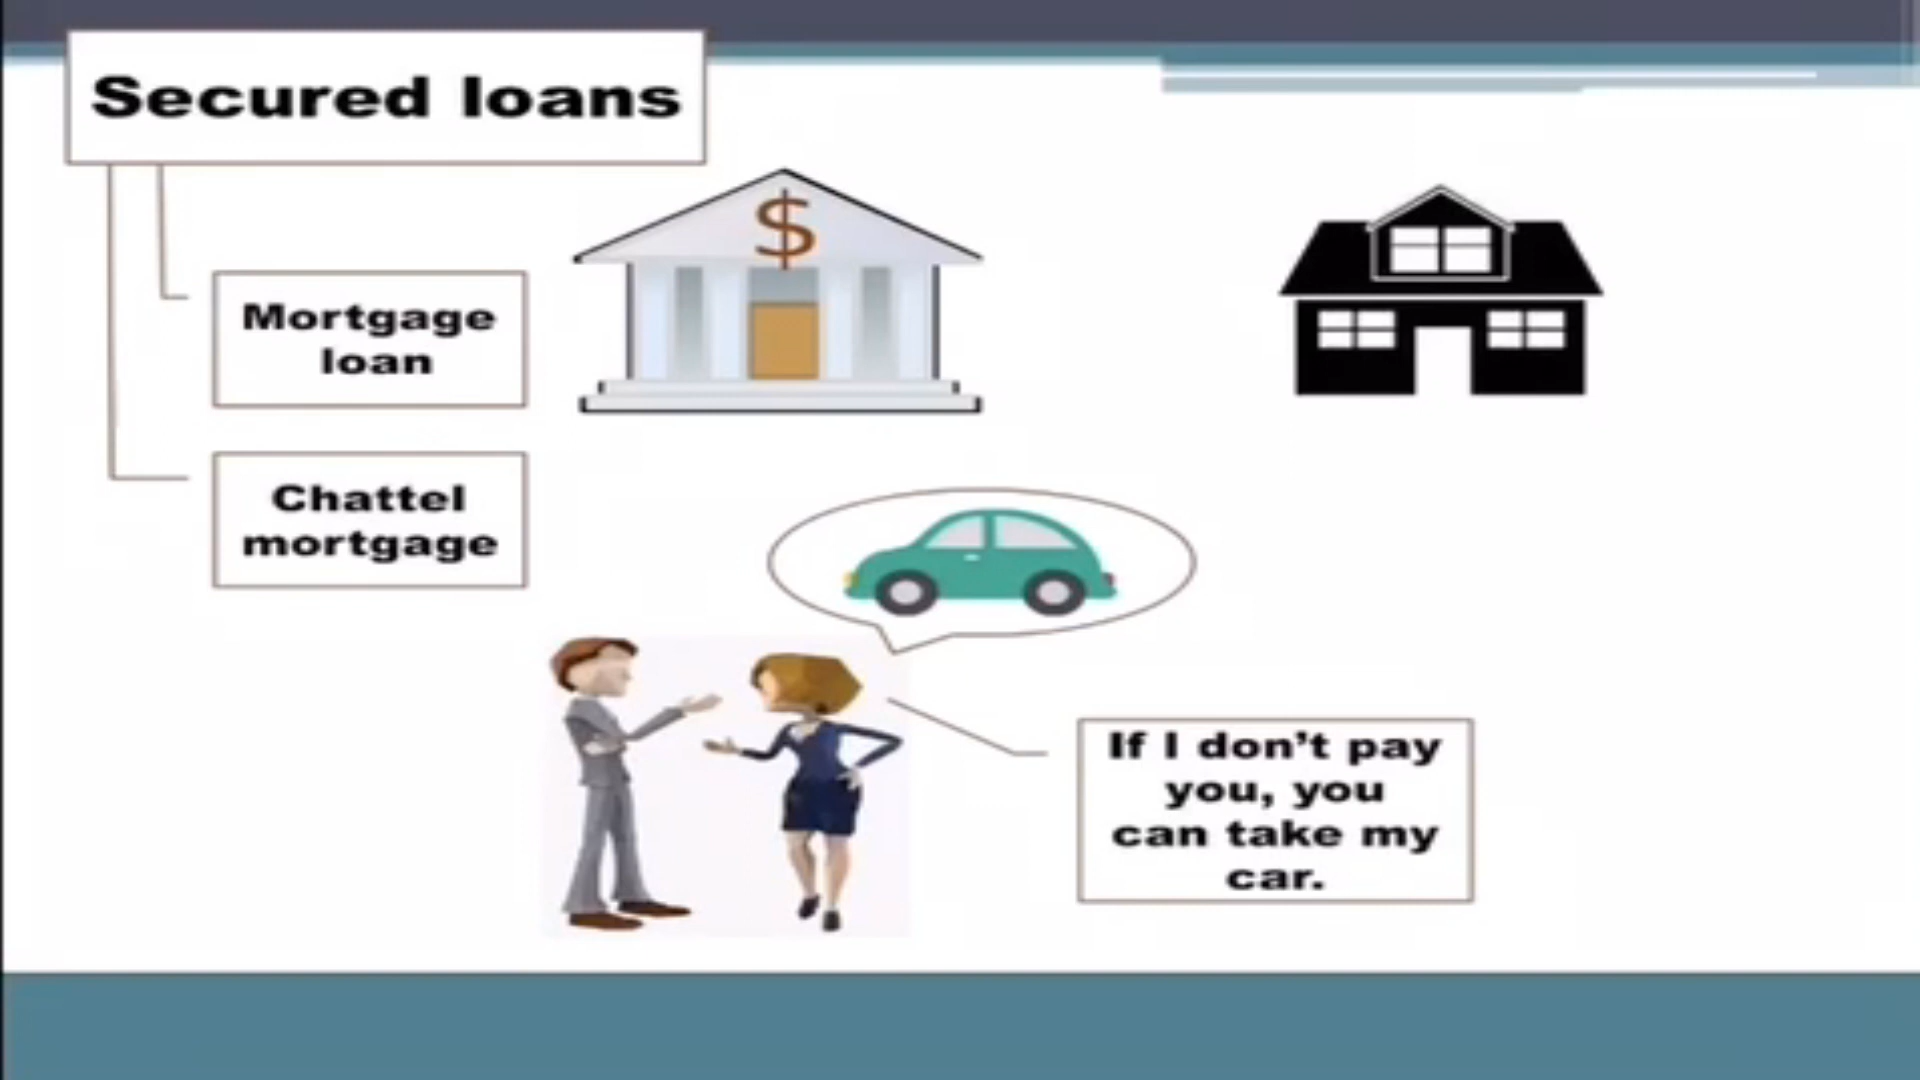 Secured loans
$
Mortgage
loan
Chattel
mortgage
If I don’t pay
you, you
can take my
car.